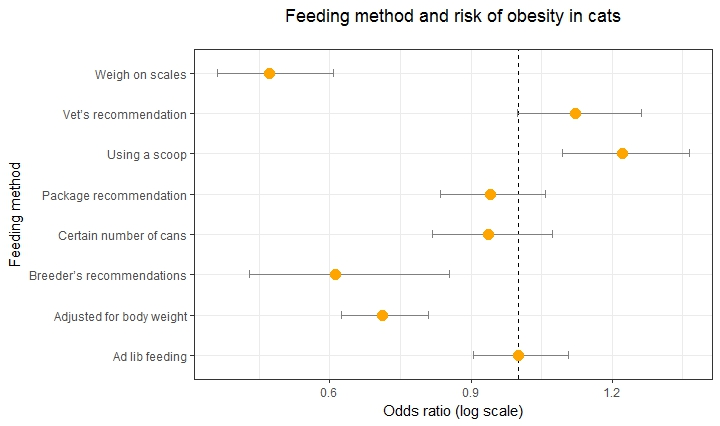 Feeding method and risk of obesity in cats
Feeding method
Weigh on scales
Vet's recommendation
Using a scoop
Package recommendation
Certain number of cans
Breeder's recommendations
Adjusted for body weight
Ad lib feeding
0.6 0.9 1.2
Odds ratio (log scale)